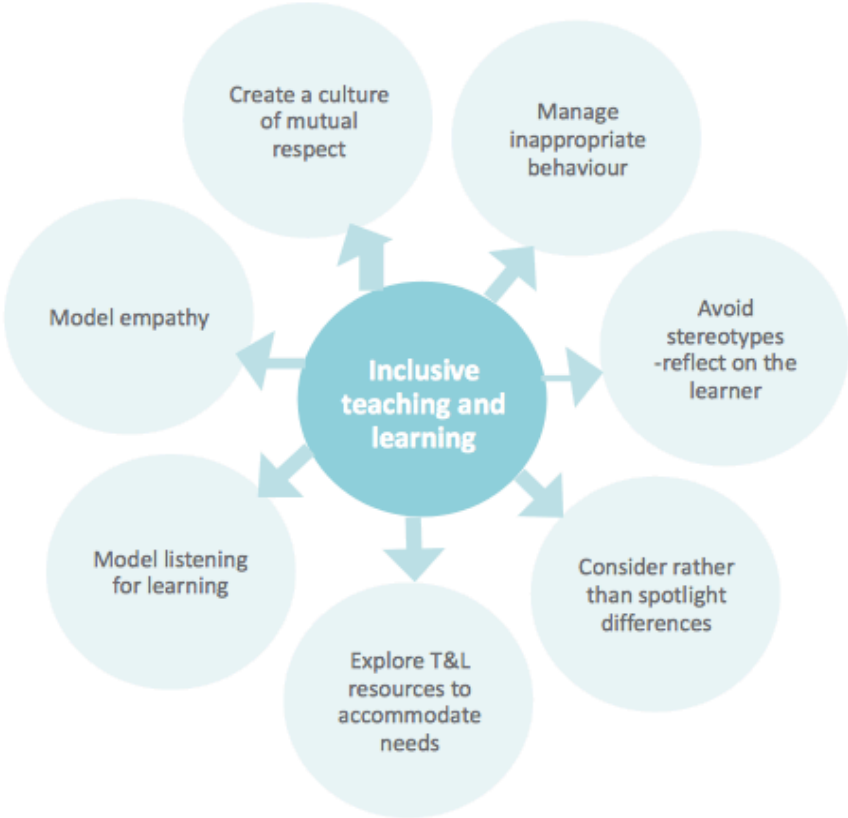 Create a culture
of mutual
respect
Manage
inappropriate
behaviour
Model empathy
Avoid
stereotypes
-reflect on the
learner
Inclusive
teaching and
learning
Model listening
for learning
Consider rather
than spotlight
differences
Explore T&L
resources to
accommodate
needs